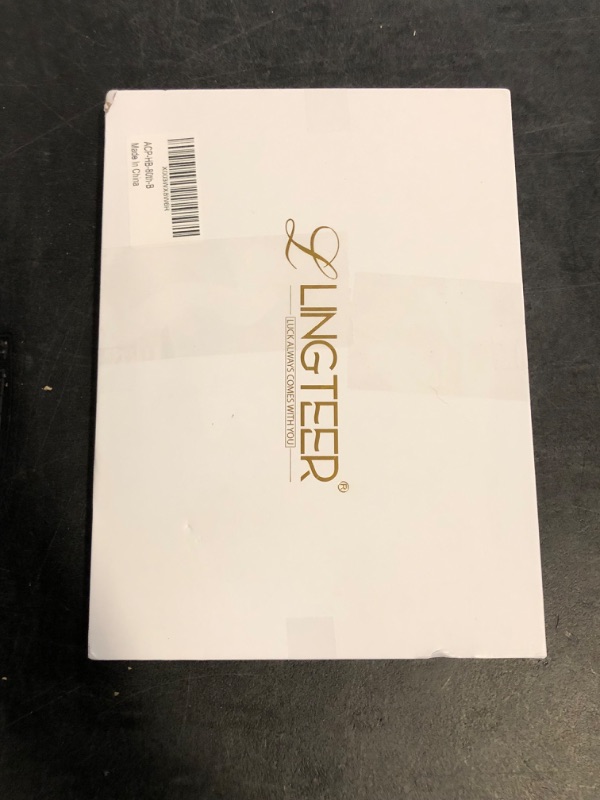 ACP-HB-80th-B
Made In China
L
LINGTEER®
LUCK ALWAYS COMES WITH YOU